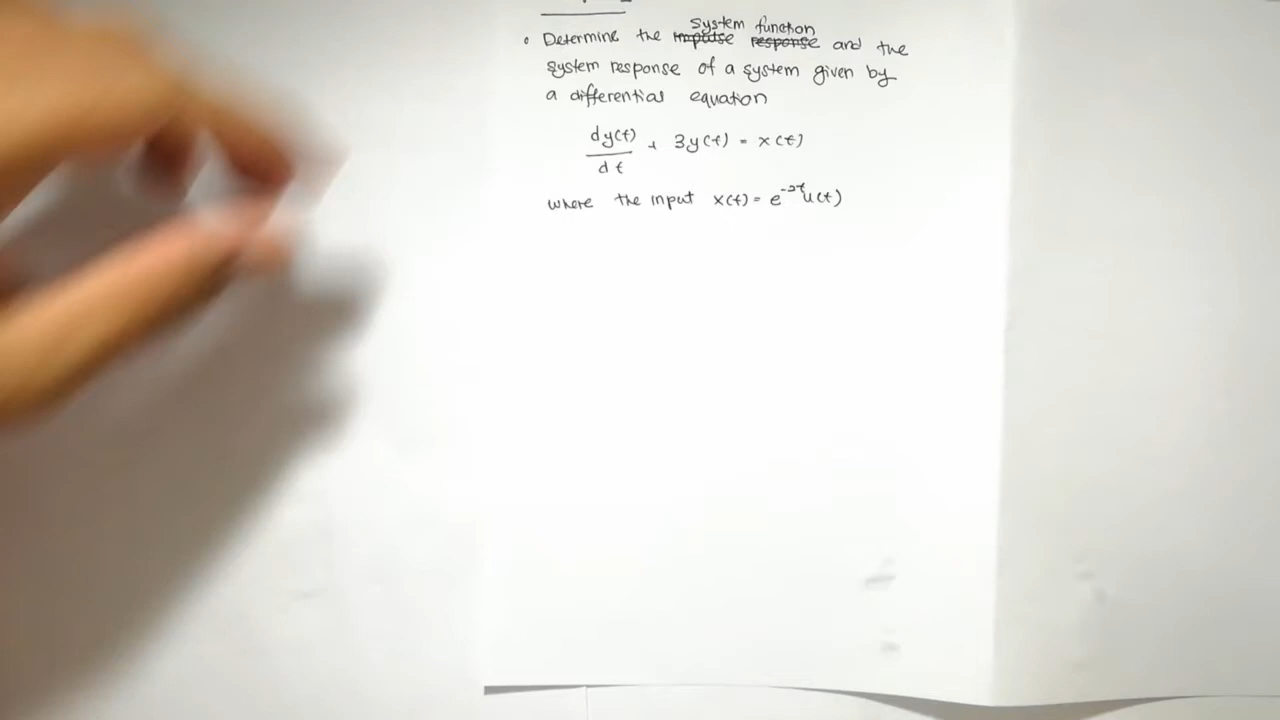 system function
• Determine the impulse response and the
system response of a system given by
a differential equation
dy(t)/dt + 3y(t) = x(t)
where the input x(t) = e^{-2t}u(t)